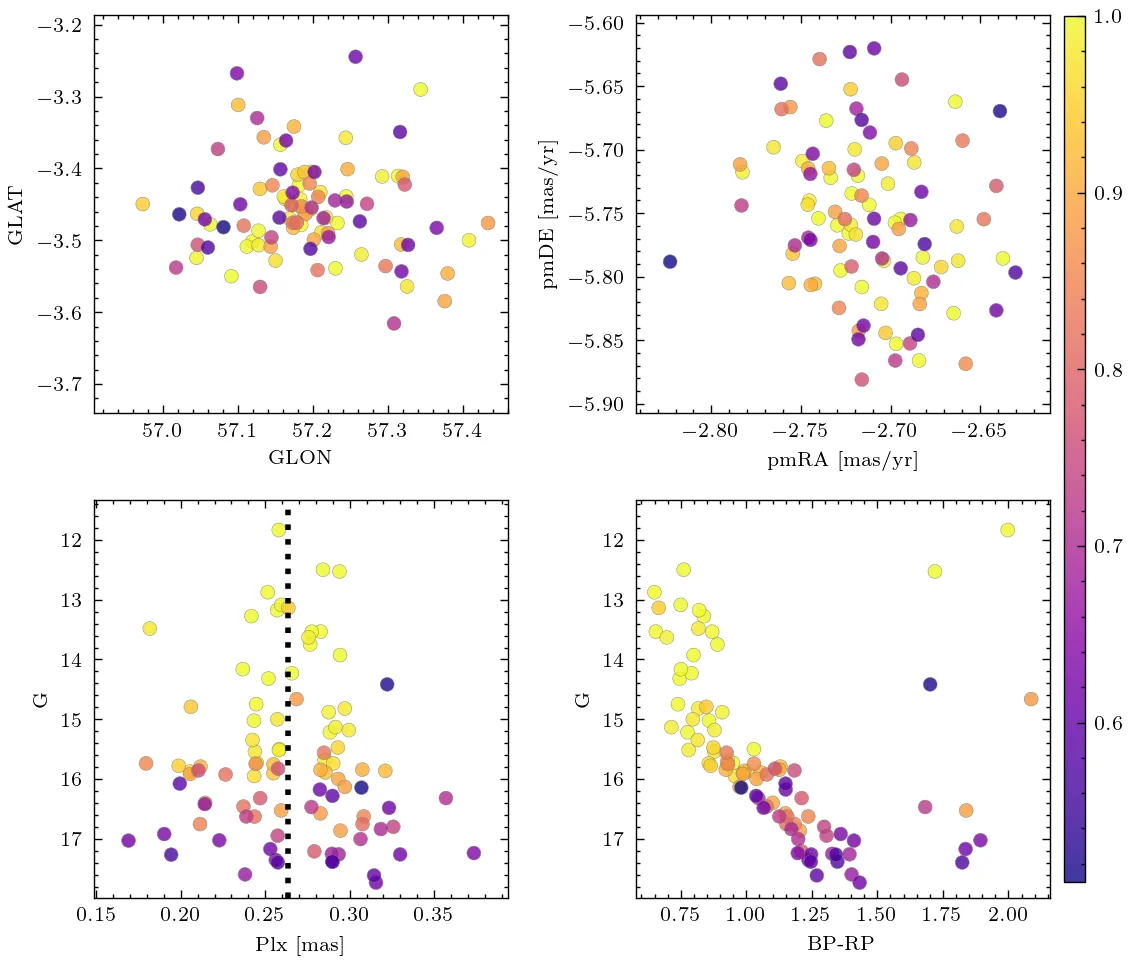 −3.2
−3.3
−3.4
−3.5
−3.6
−3.7
GLAT
57.0 57.1 57.2 57.3 57.4
GLON
−5.60
−5.65
−5.70
−5.75
−5.80
−5.85
−5.90
pmDE [mas/yr]
−2.80 −2.75 −2.70 −2.65
pmRA [mas/yr]
1.0
0.9
0.8
0.7
0.6
12
13
14
15
16
17
G
0.15 0.20 0.25 0.30 0.35
Plx [mas]
12
13
14
15
16
17
G
0.75 1.00 1.25 1.50 1.75 2.00
BP-RP